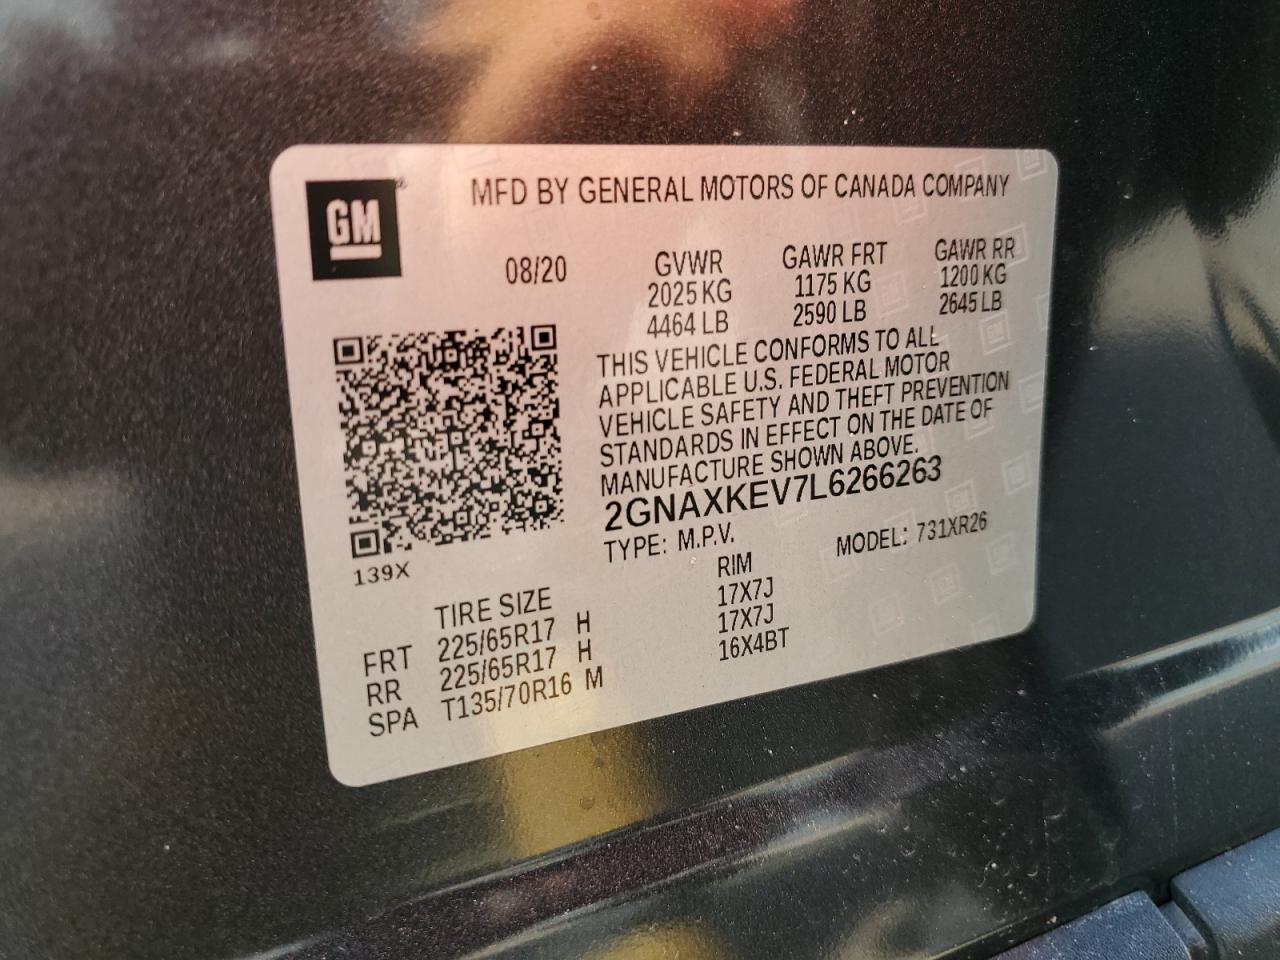 GM®
MFD BY GENERAL MOTORS OF CANADA COMPANY
08/20
GVWR
2025 KG
4464 LB
GAWR FRT
1175 KG
2590 LB
GAWR RR
1200 KG
2645 LB
THIS VEHICLE CONFORMS TO ALL
APPLICABLE U.S. FEDERAL MOTOR
VEHICLE SAFETY AND THEFT PREVENTION
STANDARDS IN EFFECT ON THE DATE OF
MANUFACTURE SHOWN ABOVE.
2GNAXKEV7L6266263
TYPE: M.P.V. MODEL: 731XR26
139X
TIRE SIZE RIM
FRT 225/65R17 H 17X7J
RR 225/65R17 H 17X7J
SPA T135/70R16 M 16X4BT